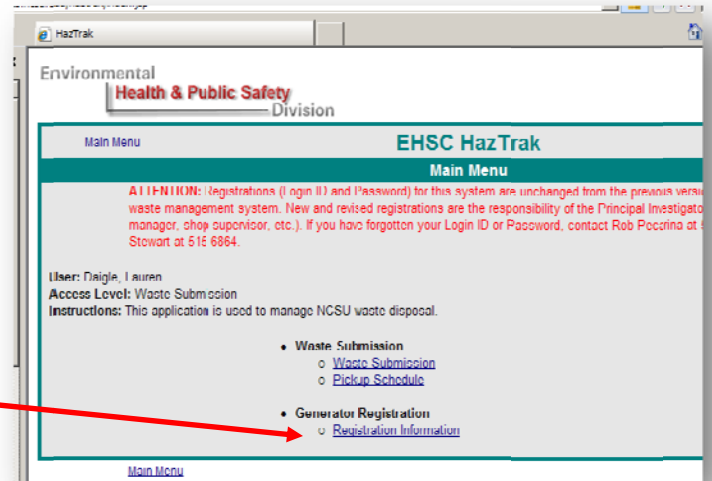 HazTrak
Environmental
Health & Public Safety
Division
Main Menu
EHSC HazTrak
Main Menu
ATTENTION: Registrations (Login ID and Password) for this system are unchanged from the previous versi
waste management system. New and revised registrations are the responsibility of the Principal Investigato
manager, shop supervisor, etc.). If you have forgotten your Login ID or Password, contact Rob at
Stewart at 515 6864.
User: Daigle, Lauren
Access Level: Waste Submission
Instructions: This application is used to manage NCSU waste disposal.
• Waste Submission
o Waste Submission
o Pickup Schedule
• Generator Registration
o Registration Information
Main Menu